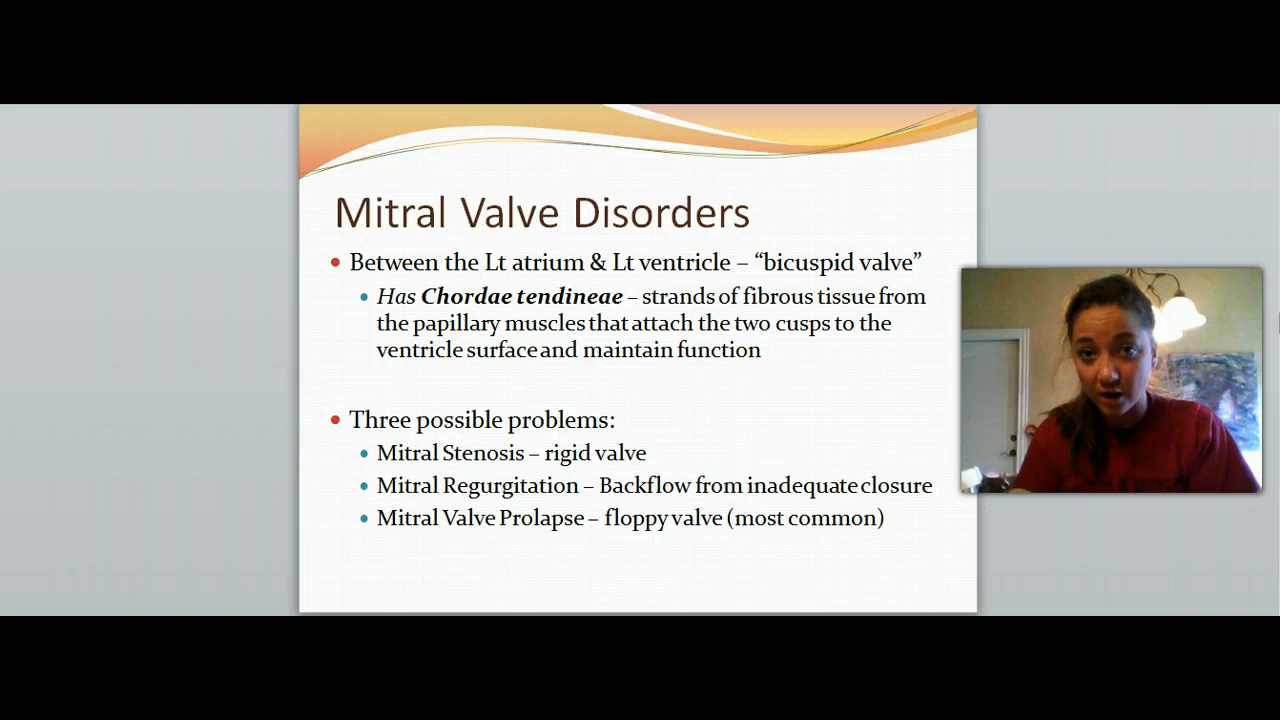 Mitral Valve Disorders
Between the Lt atrium & Lt ventricle – “bicuspid valve”
Has Chordae tendineae – strands of fibrous tissue from
the papillary muscles that attach the two cusps to the
ventricle surface and maintain function
Three possible problems:
Mitral Stenosis – rigid valve
Mitral Regurgitation – Backflow from inadequate closure
Mitral Valve Prolapse – floppy valve (most common)